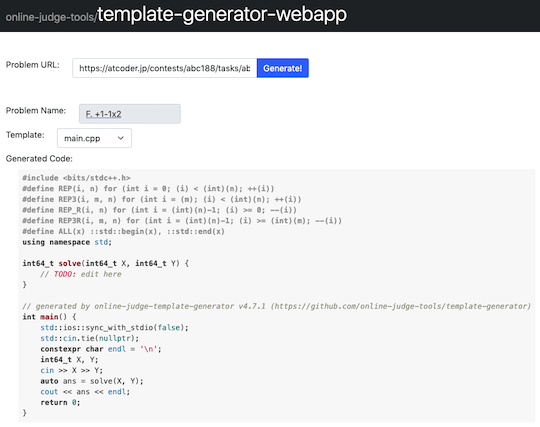 online-judge-tools/template-generator-webapp
Problem URL: https://atcoder.jp/contests/abc188/tasks/ab Generate!
Problem Name: F. +1-1x2
Template: main.cpp
Generated Code:
#include <bits/stdc++.h>
#define REP(i, n) for (int i = 0; (i) < (int)(n); ++(i))
#define REP3(i, m, n) for (int i = (m); (i) < (int)(n); ++(i))
#define REP_R(i, n) for (int i = (int)(n)-1; (i) >= 0; --(i))
#define REP3R(i, m, n) for (int i = (int)(n)-1; (i) >= (int)(m); --(i))
#define ALL(x) ::std::begin(x), ::std::end(x)
using namespace std;
int64_t solve(int64_t X, int64_t Y) {
    // TODO: edit here
}
// generated by online-judge-template-generator v4.7.1 (https://github.com/online-judge-tools/template-generator)
int main() {
    std::ios::sync_with_stdio(false);
    std::cin.tie(nullptr);
    constexpr char endl = '\n';
    int64_t X, Y;
    cin >> X >> Y;
    auto ans = solve(X, Y);
    cout << ans << endl;
    return 0;
}